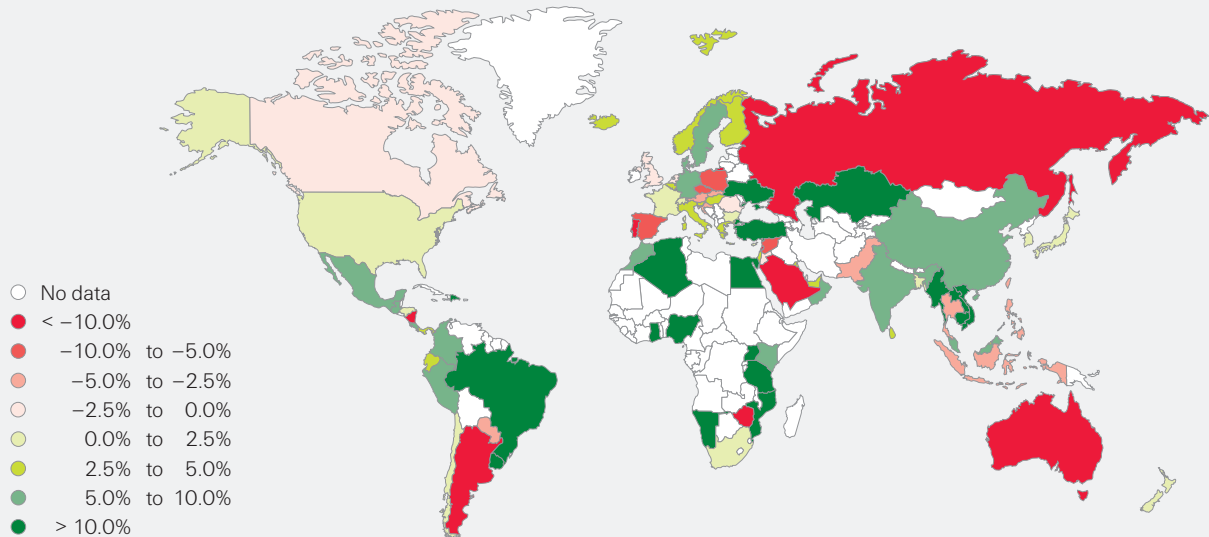 No data
< −10.0%
−10.0% to −5.0%
−5.0% to −2.5%
−2.5% to 0.0%
0.0% to 2.5%
2.5% to 5.0%
5.0% to 10.0%
> 10.0%